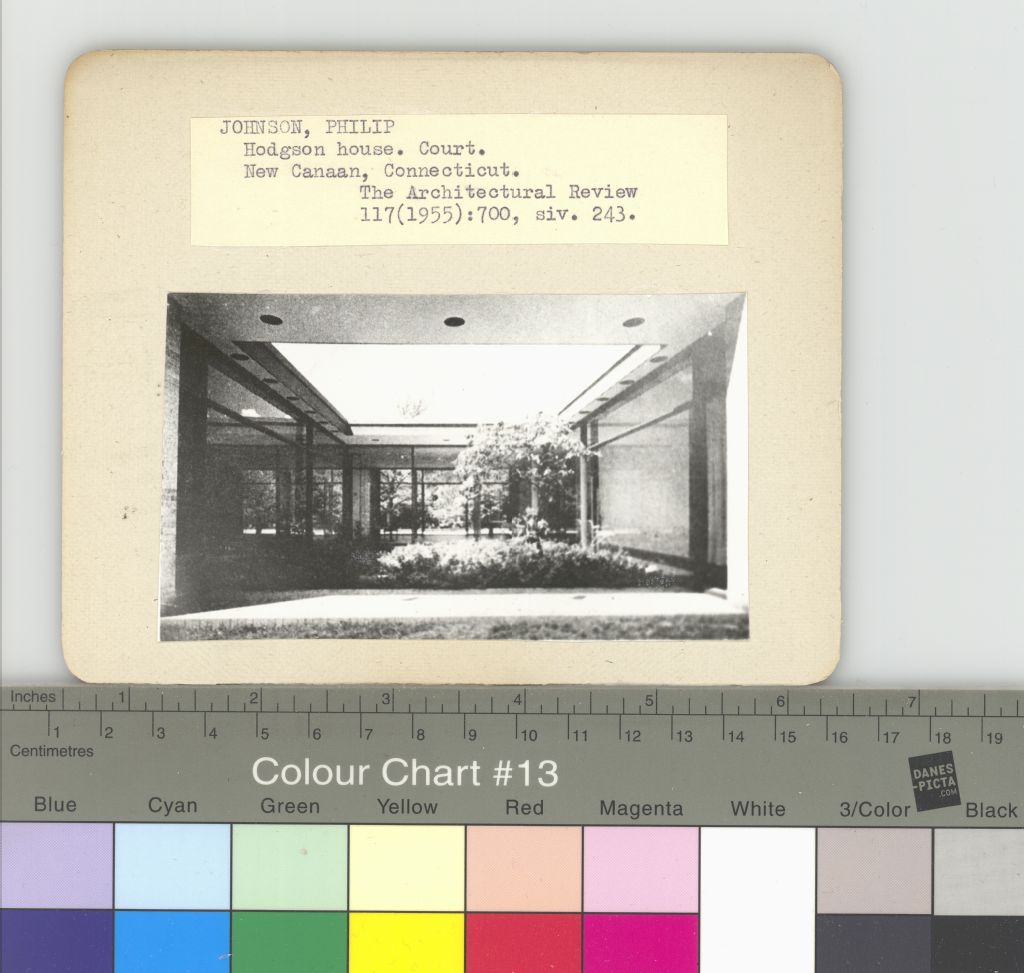 JOHNSON, PHILIP
Hodgson house. Court.
New Canaan, Connecticut.
The Architectural Review
117(1955):700, siv. 243.
Inches 1 2 3 4 5 6 7
1 2 3 4 5 6 7 8 9 10 11 12 13 14 15 16 17 18 19
Centimetres
Colour Chart #13
DANES
-PICTA
.COM
Blue Cyan Green Yellow Red Magenta White 3/Color Black